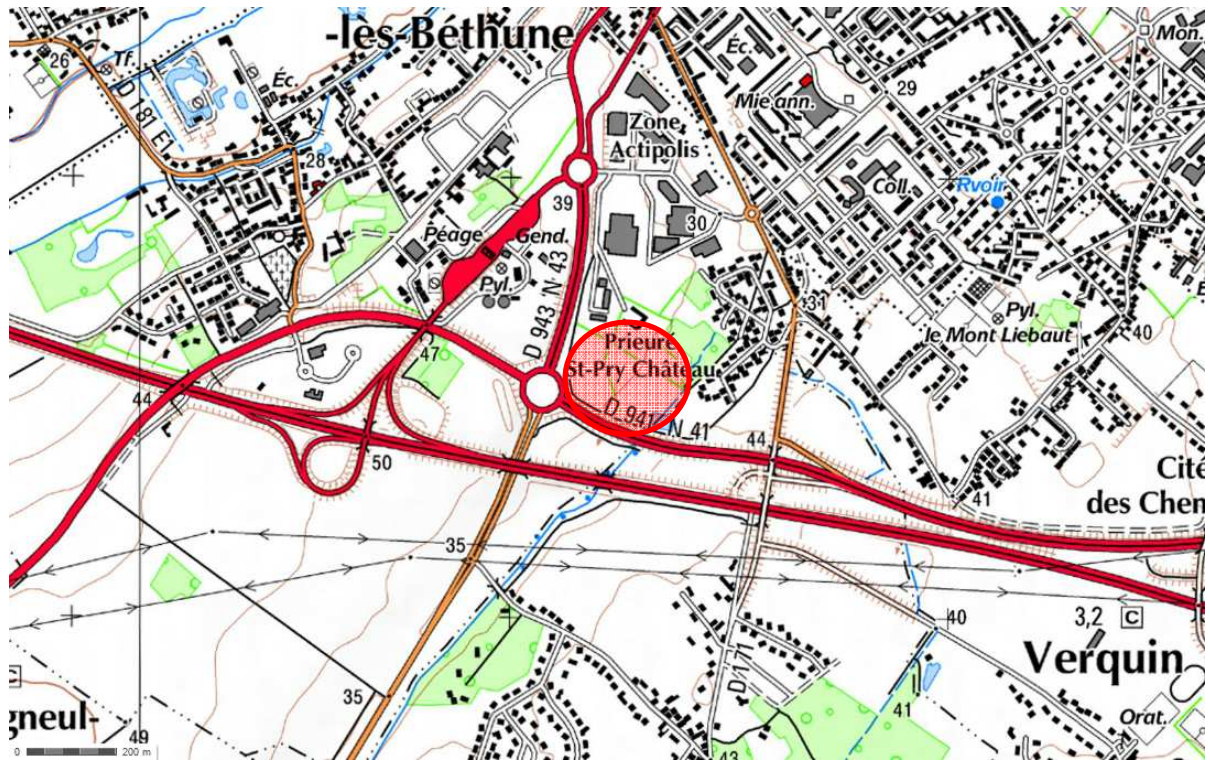 -lès-Béthune
Mon.
26
Tf.
Éc.
Éc.
D 181 E1
29
Mie ann.
Zone
Actipolis
28
Coll.
Rvoir
39
30
Péage
Gend.
Pyl.
D 943 N 43
31
Pyl.
le Mont Liebaut
40
47
Prieuré
St-Pry Château
44
D 941 N 41
44
50
41
Cité
des Chem
35
40
3,2
C
Verquin
D 171
35
41
gneul-
Orat.
49
43
0
200 m